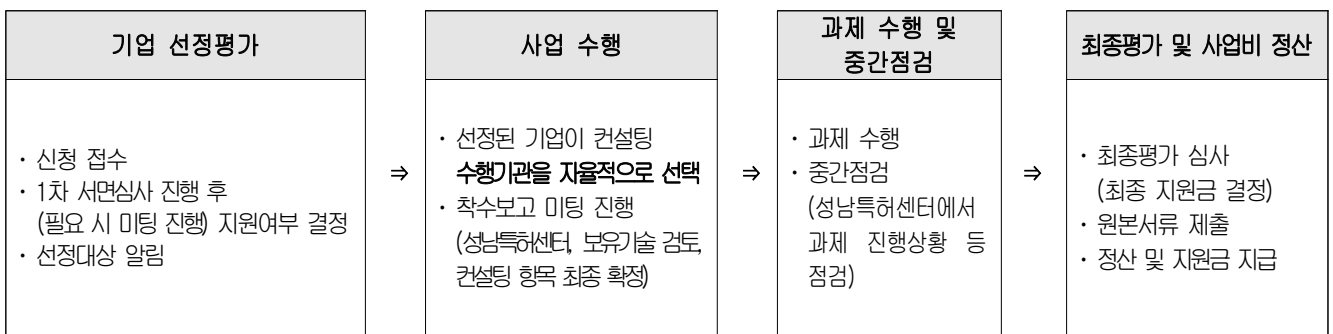 기업 선정평가
· 신청 접수
· 1차 서면심사 진행 후
(필요 시 미팅 진행) 지원여부 결정
· 선정대상 알림
⇒
사업 수행
· 선정된 기업이 컨설팅
수행기관을 자율적으로 선택
· 착수보고 미팅 진행
(성남특허센터, 보유기술 검토,
컨설팅 항목 최종 확정)
⇒
과제 수행 및
중간점검
· 과제 수행
· 중간점검
(성남특허센터에서
과제 진행상황 등
점검)
⇒
최종평가 및 사업비 정산
· 최종평가 심사
(최종 지원금 결정)
· 원본서류 제출
· 정산 및 지원금 지급